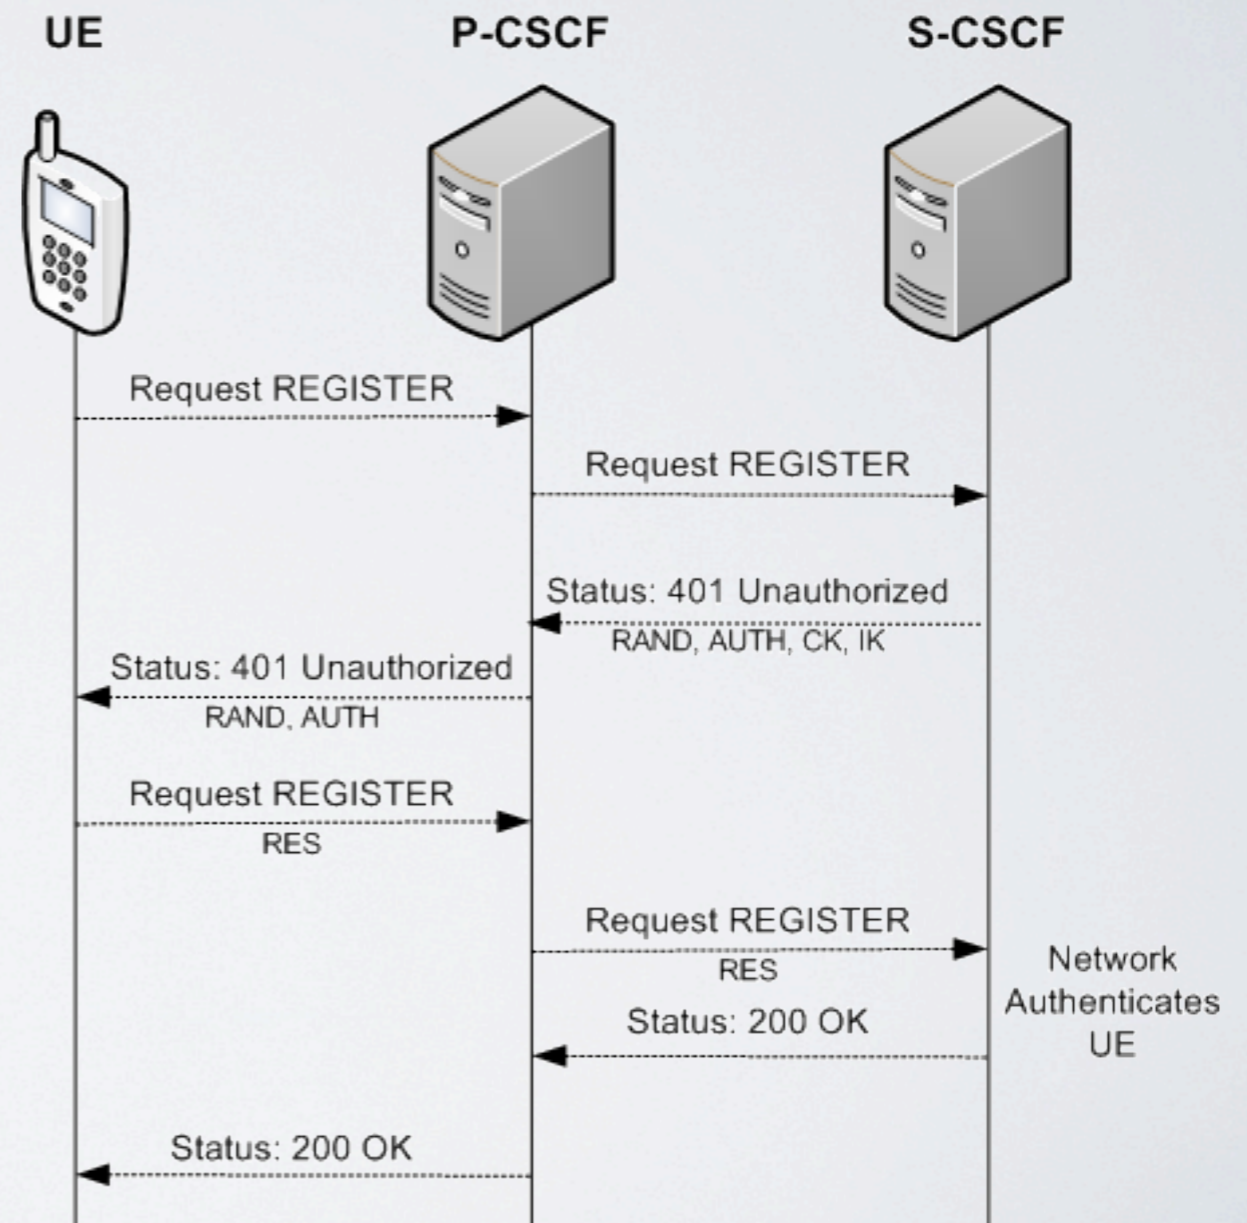 UE
P-CSCF
S-CSCF
Request REGISTER
Request REGISTER
Status: 401 Unauthorized
RAND, AUTH, CK, IK
Status: 401 Unauthorized
RAND, AUTH
Request REGISTER
RES
Request REGISTER
RES
Network
Authenticates
UE
Status: 200 OK
Status: 200 OK